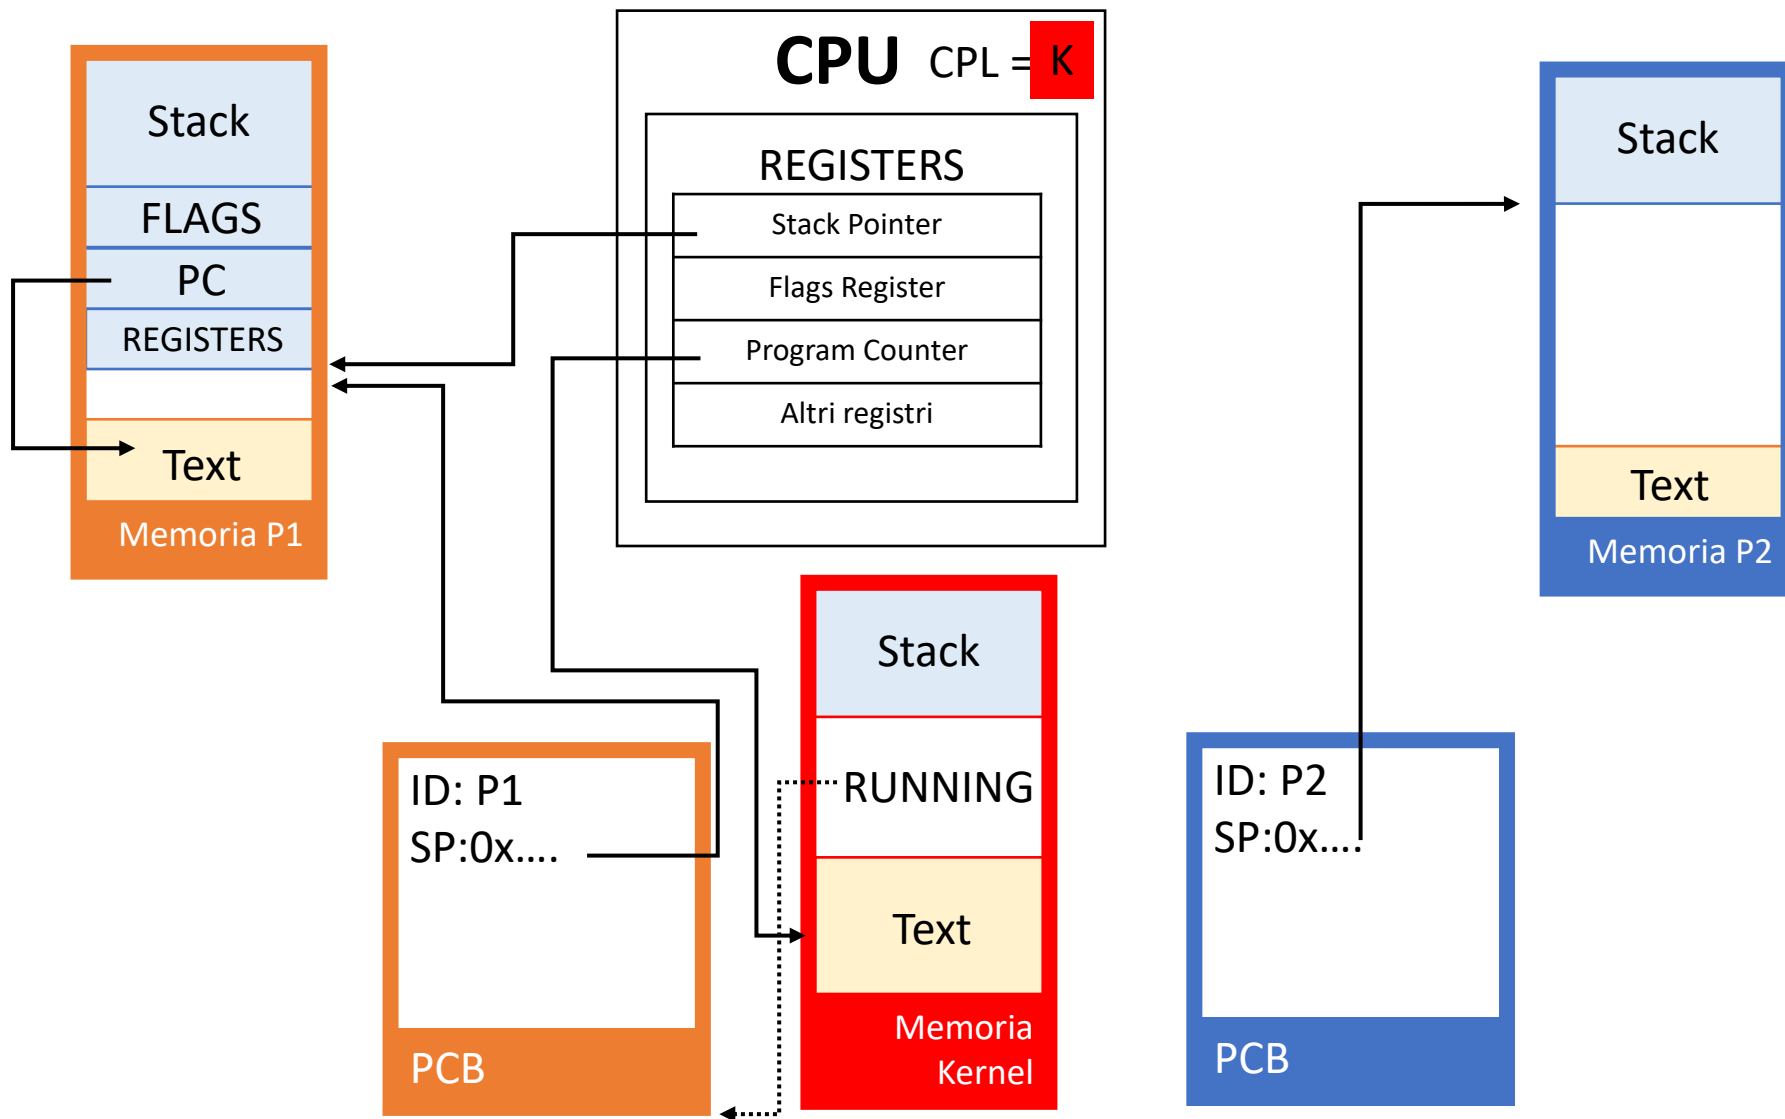 CPU CPL = K
REGISTERS
Stack Pointer
Flags Register
Program Counter
Altri registri
Stack
FLAGS
PC
REGISTERS
Text
Memoria P1
Stack
Text
Memoria P2
ID: P1
SP:0x....
PCB
Stack
RUNNING
Text
Memoria
Kernel
ID: P2
SP:0x....
PCB